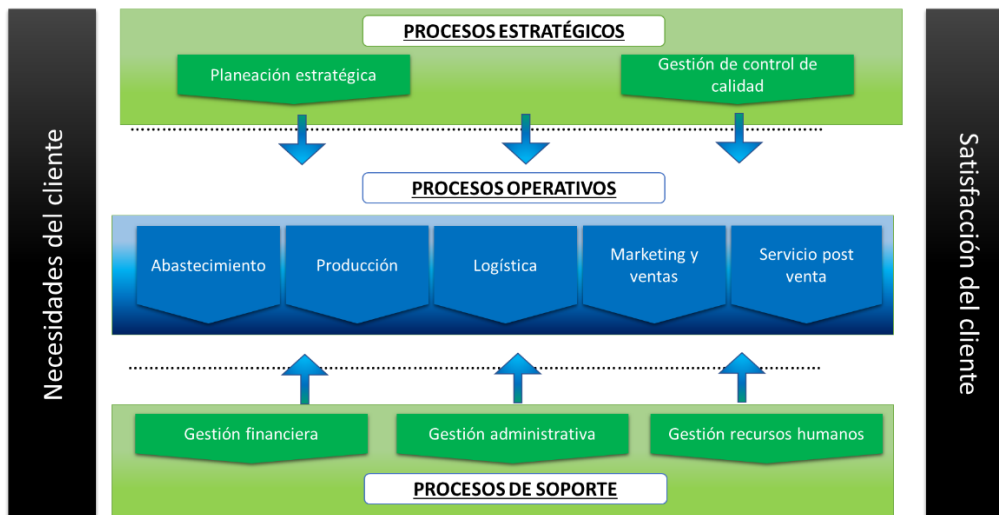 Necesidades del cliente
PROCESOS ESTRATÉGICOS
Planeación estratégica
Gestión de control de
calidad
PROCESOS OPERATIVOS
Abastecimiento
Producción
Logística
Marketing y
ventas
Servicio post
venta
Gestión financiera
Gestión administrativa
Gestión recursos humanos
PROCESOS DE SOPORTE
Satisfacción del cliente